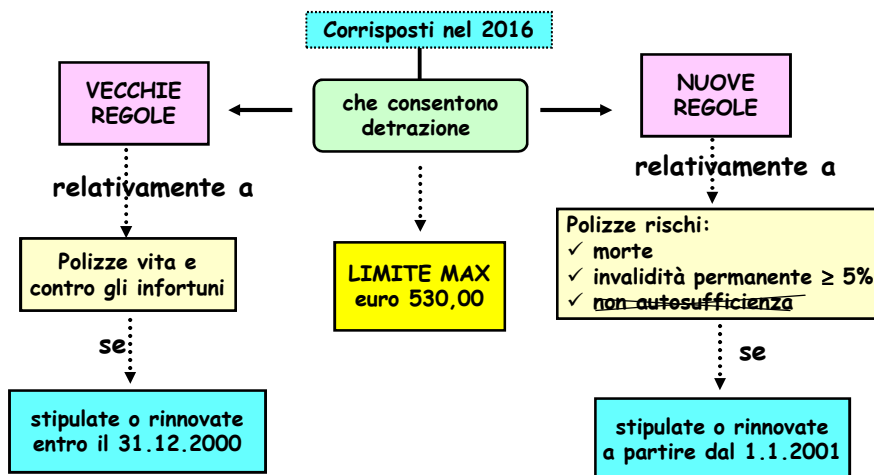 Corrisposti nel 2016
VECCHIE
REGOLE
che consentono
detrazione
NUOVE
REGOLE
relativamente a
relativamente a
Polizze vita e
contro gli infortuni
LIMITE MAX
euro 530,00
Polizze rischi:
✓ morte
✓ invalidità permanente ≥ 5%
✓ non autosufficienza
se
se
stipulate o rinnovate
entro il 31.12.2000
stipulate o rinnovate
a partire dal 1.1.2001